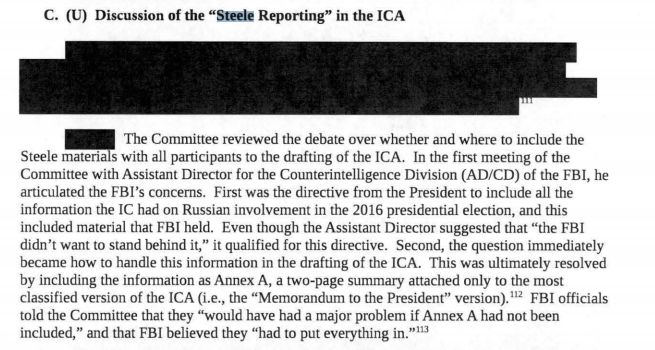 C. (U) Discussion of the “Steele Reporting” in the ICA
111
The Committee reviewed the debate over whether and where to include the
Steele materials with all participants to the drafting of the ICA. In the first meeting of the
Committee with Assistant Director for the Counterintelligence Division (AD/CD) of the FBI, he
articulated the FBI’s concerns. First was the directive from the President to include all the
information the IC had on Russian involvement in the 2016 presidential election, and this
included material that FBI held. Even though the Assistant Director suggested that “the FBI
didn’t want to stand behind it,” it qualified for this directive. Second, the question immediately
became how to handle this information in the drafting of the ICA. This was ultimately resolved
by including the information as Annex A, a two-page summary attached only to the most
classified version of the ICA (i.e., the “Memorandum to the President” version).112 FBI officials
told the Committee that they “would have had a major problem if Annex A had not been
included,” and that FBI believed they “had to put everything in.”113